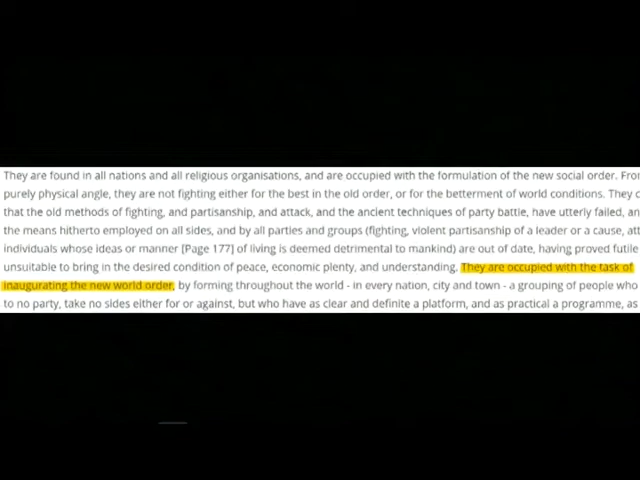 They are found in all nations and all religious organisations, and are occupied with the formulation of the new social order. Fro
purely physical angle, they are not fighting either for the best in the old order, or for the betterment of world conditions. They c
that the old methods of fighting, and partisanship, and attack, and the ancient techniques of party battle, have utterly failed, an
the means hitherto employed on all sides, and by all parties and groups (fighting, violent partisanship of a leader or a cause, att
individuals whose ideas or manner [Page 177] of living is deemed detrimental to mankind) are out of date, having proved futile
unsuitable to bring in the desired condition of peace, economic plenty, and understanding. They are occupied with the task of
inaugurating the new world order, by forming throughout the world - in every nation, city and town - a grouping of people who
to no party, take no sides either for or against, but who have as clear and definite a platform, and as practical a programme, as